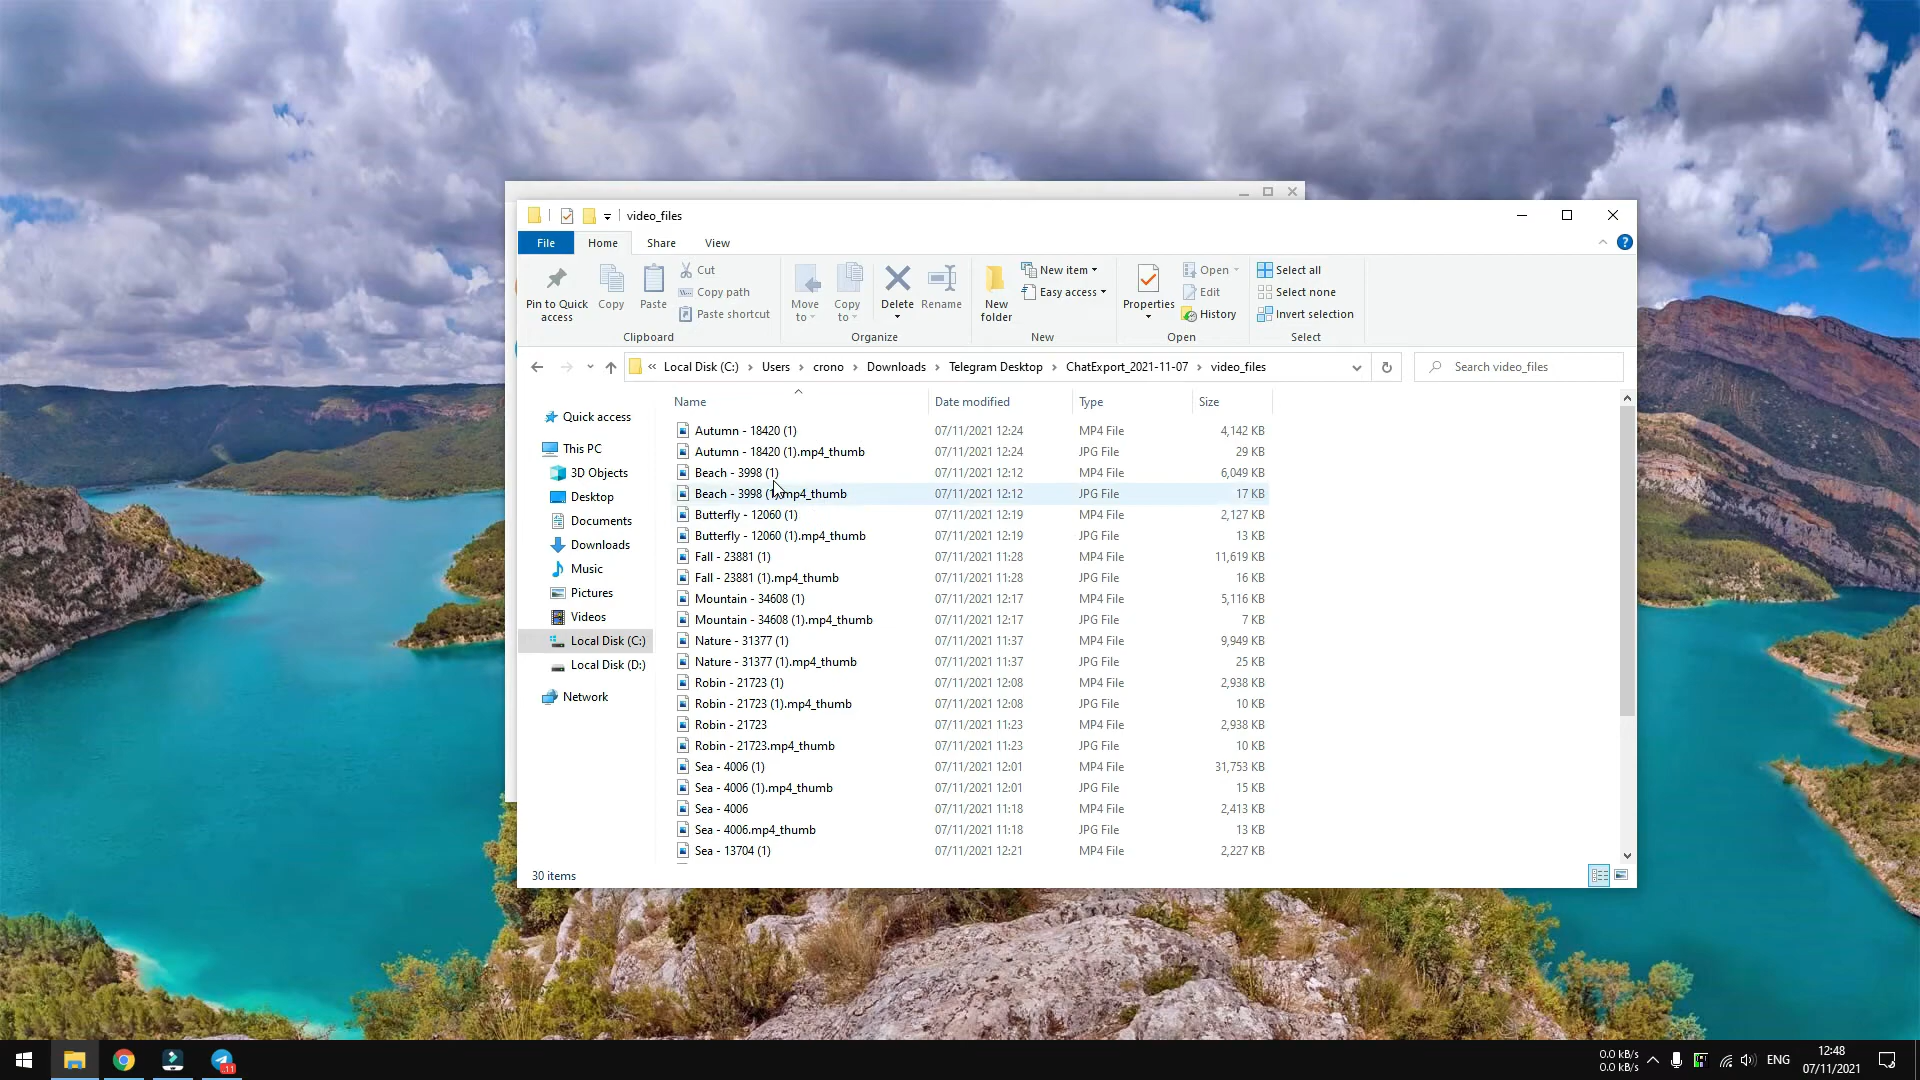 video_files
File Home Share View
Pin to Quick access
Copy
Paste
Cut
Copy path
Paste shortcut
Clipboard
Move to
Copy to
Delete
Rename
Organize
New folder
New item
Easy access
New
Properties
Open
Edit
History
Open
Select all
Select none
Invert selection
Select
« Local Disk (C:) › Users › crono › Downloads › Telegram Desktop › ChatExport_2021-11-07 › video_files
Search video_files
Quick access
This PC
3D Objects
Desktop
Documents
Downloads
Music
Pictures
Videos
Local Disk (C:)
Local Disk (D:)
Network
Name Date modified Type Size
Autumn - 18420 (1) 07/11/2021 12:24 MP4 File 4,142 KB
Autumn - 18420 (1).mp4_thumb 07/11/2021 12:24 JPG File 29 KB
Beach - 3998 (1) 07/11/2021 12:12 MP4 File 6,049 KB
Beach - 3998 (1).mp4_thumb 07/11/2021 12:12 JPG File 17 KB
Butterfly - 12060 (1) 07/11/2021 12:19 MP4 File 2,127 KB
Butterfly - 12060 (1).mp4_thumb 07/11/2021 12:19 JPG File 13 KB
Fall - 23881 (1) 07/11/2021 11:28 MP4 File 11,619 KB
Fall - 23881 (1).mp4_thumb 07/11/2021 11:28 JPG File 16 KB
Mountain - 34608 (1) 07/11/2021 12:17 MP4 File 5,116 KB
Mountain - 34608 (1).mp4_thumb 07/11/2021 12:17 JPG File 7 KB
Nature - 31377 (1) 07/11/2021 11:37 MP4 File 9,949 KB
Nature - 31377 (1).mp4_thumb 07/11/2021 11:37 JPG File 25 KB
Robin - 21723 (1) 07/11/2021 12:08 MP4 File 2,938 KB
Robin - 21723 (1).mp4_thumb 07/11/2021 12:08 JPG File 10 KB
Robin - 21723 07/11/2021 11:23 MP4 File 2,938 KB
Robin - 21723.mp4_thumb 07/11/2021 11:23 JPG File 10 KB
Sea - 4006 (1) 07/11/2021 12:01 MP4 File 31,753 KB
Sea - 4006 (1).mp4_thumb 07/11/2021 12:01 JPG File 15 KB
Sea - 4006 07/11/2021 11:18 MP4 File 2,413 KB
Sea - 4006.mp4_thumb 07/11/2021 11:18 JPG File 13 KB
Sea - 13704 (1) 07/11/2021 12:21 MP4 File 2,227 KB
30 items
..11
0.0 kB/s
0.0 kB/s
ENG
12:48
07/11/2021